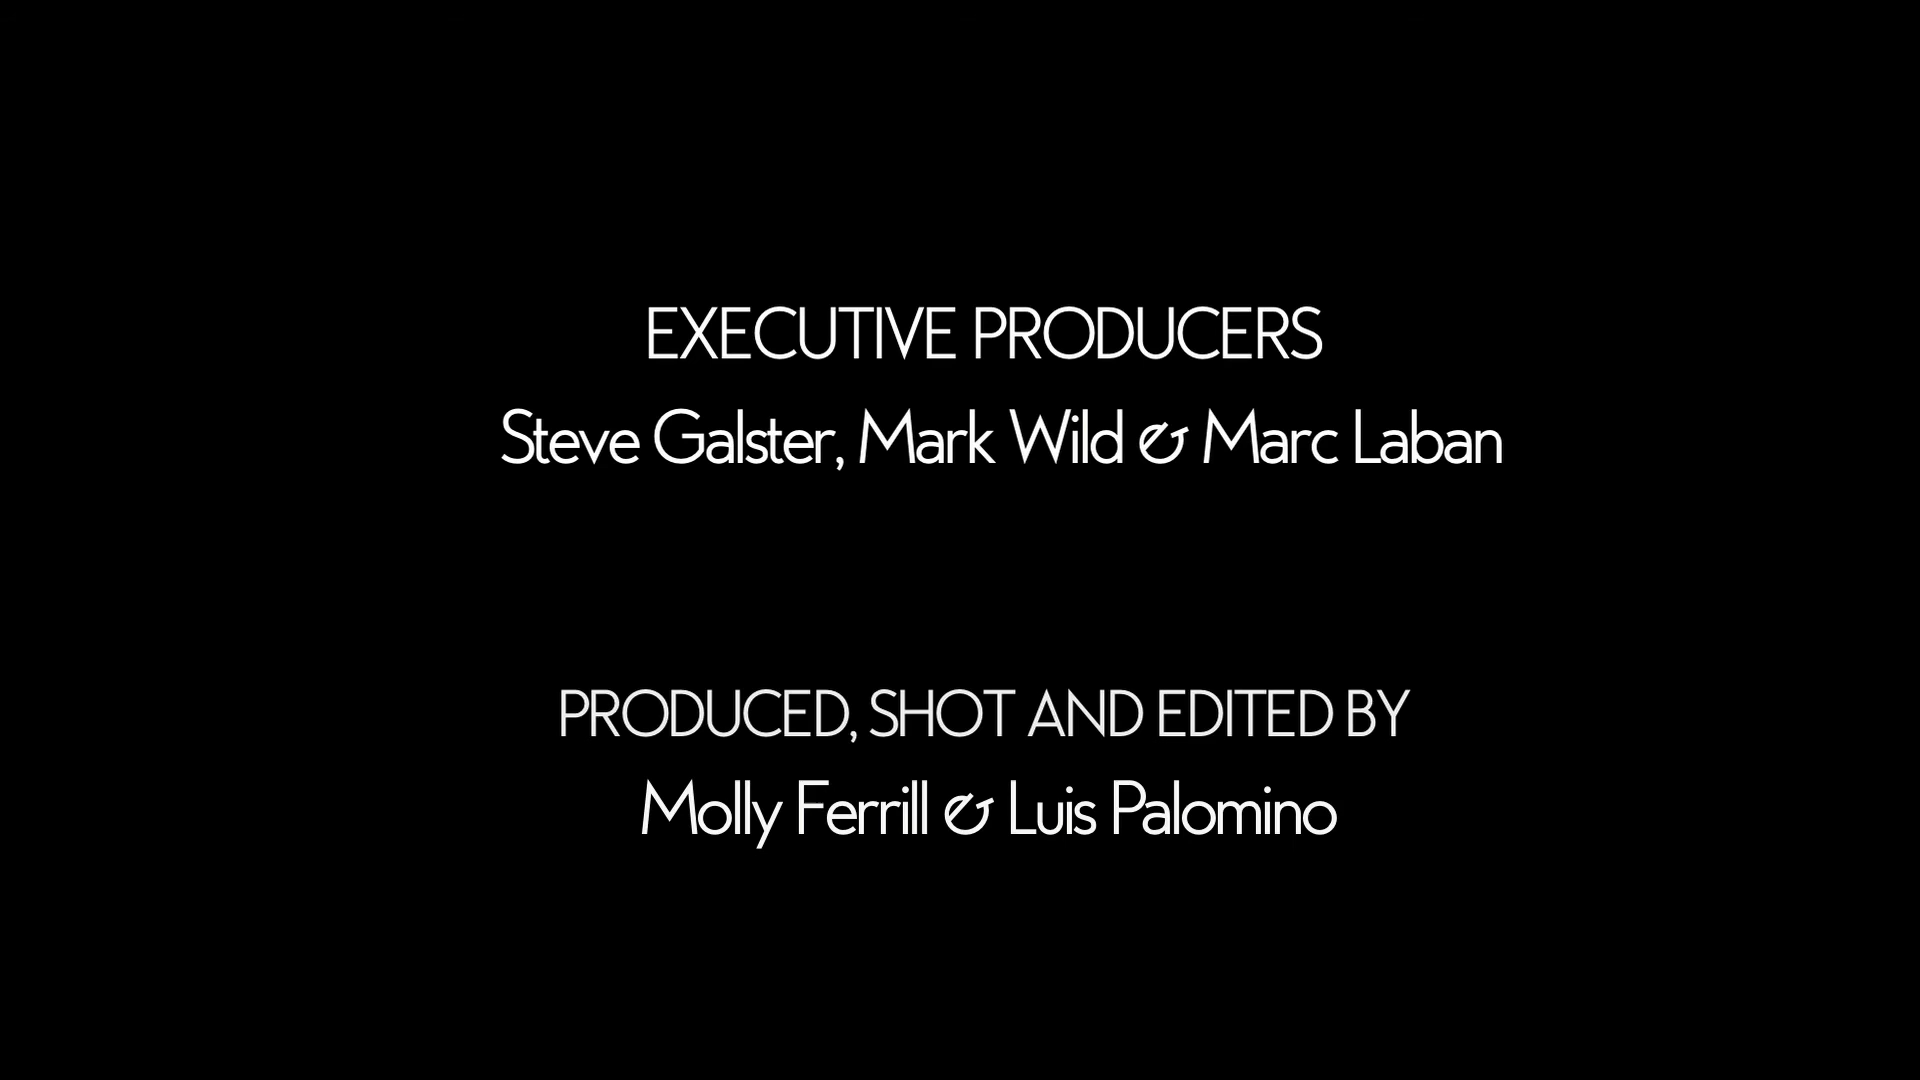 EXECUTIVE PRODUCERS
Steve Galster, Mark Wild & Marc Laban
PRODUCED, SHOT AND EDITED BY
Molly Ferrill & Luis Palomino